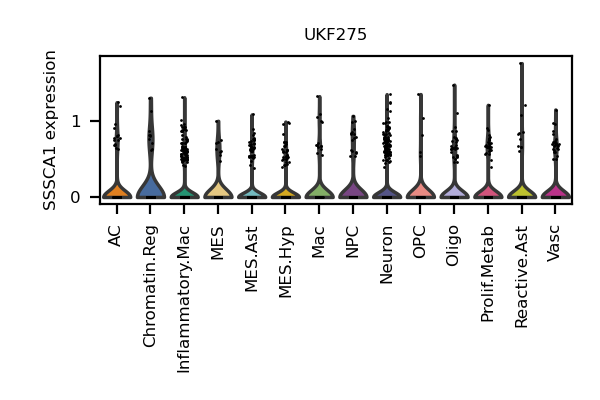 UKF275
SSSCA1 expression
1
0
AC
Chromatin.Reg
Inflammatory.Mac
MES
MES.Ast
MES.Hyp
Mac
NPC
Neuron
OPC
Oligo
Prolif.Metab
Reactive.Ast
Vasc